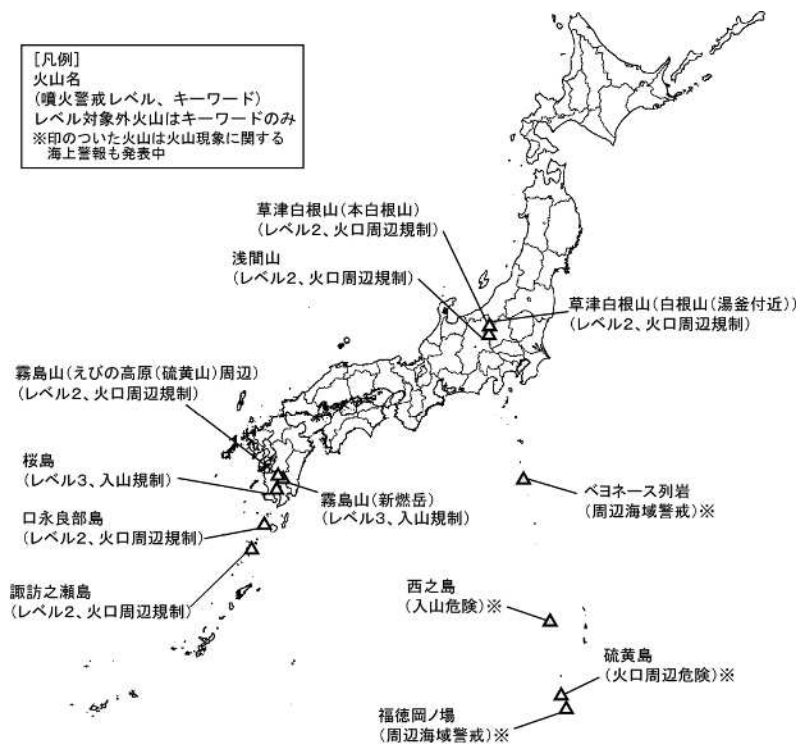 [凡例]
火山名
(噴火警戒レベル、キーワード)
レベル対象外火山はキーワードのみ
※印のついた火山は火山現象に関する
海上警報も発表中
草津白根山(本白根山)
(レベル2、火口周辺規制)
浅間山
(レベル2、火口周辺規制)
草津白根山(白根山(湯釜付近))
(レベル2、火口周辺規制)
霧島山(えびの高原(硫黄山)周辺)
(レベル2、火口周辺規制)
桜島
(レベル3、入山規制)
霧島山(新燃岳)
(レベル3、入山規制)
口永良部島
(レベル2、火口周辺規制)
諏訪之瀬島
(レベル2、火口周辺規制)
ベヨネース列岩
(周辺海域警戒)※
西之島
(入山危険)※
硫黄島
(火口周辺危険)※
福徳岡ノ場
(周辺海域警戒)※